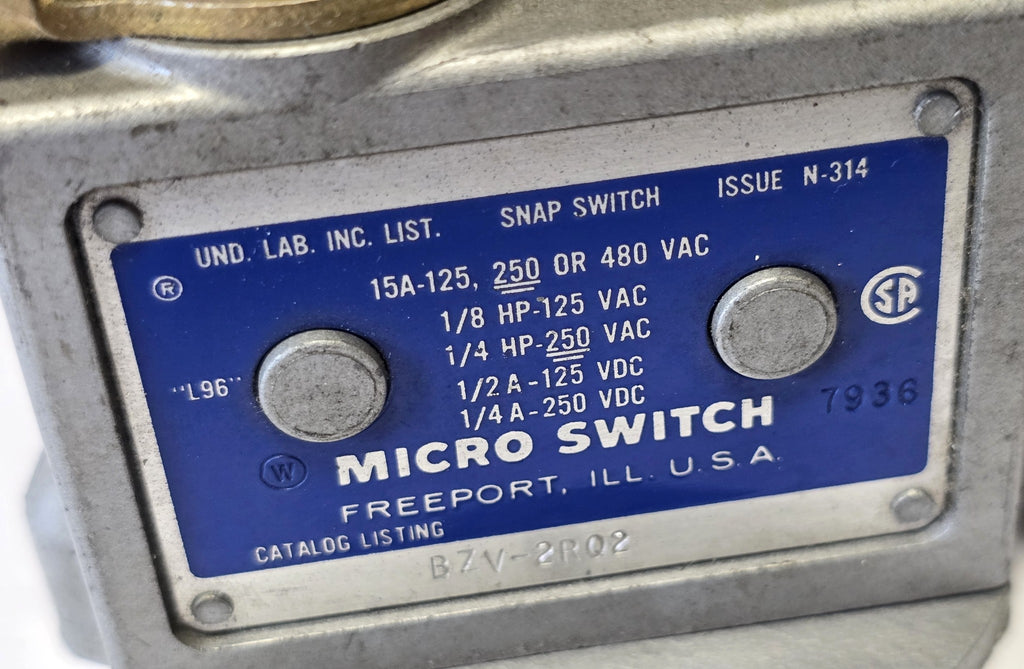 UND. LAB. INC. LIST. SNAP SWITCH ISSUE N-314
®
15A-125, 250 OR 480 VAC
1/8 HP-125 VAC
1/4 HP-250 VAC
SA
"L96"
1/2 A-125 VDC
1/4 A-250 VDC
7936
W
MICRO SWITCH
FREEPORT, ILL. U.S.A.
CATALOG LISTING BZV-2RQ2